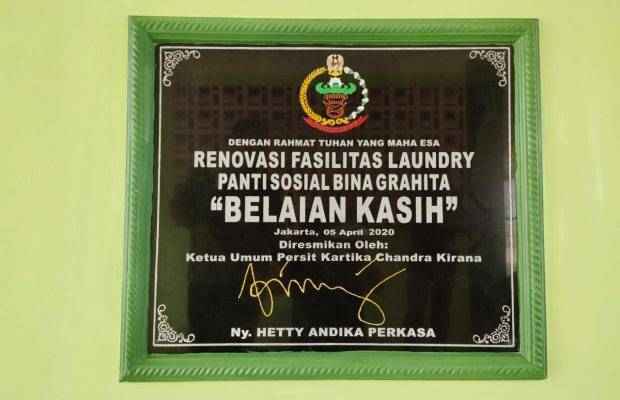 DENGAN RAHMAT TUHAN YANG MAHA ESA
RENOVASI FASILITAS LAUNDRY
PANTI SOSIAL BINA GRAHITA
“BELAIAN KASIH”
Jakarta, 05 April 2020
Diresmikan Oleh:
Ketua Umum Persit Kartika Chandra Kirana
Ny. HETTY ANDIKA PERKASA